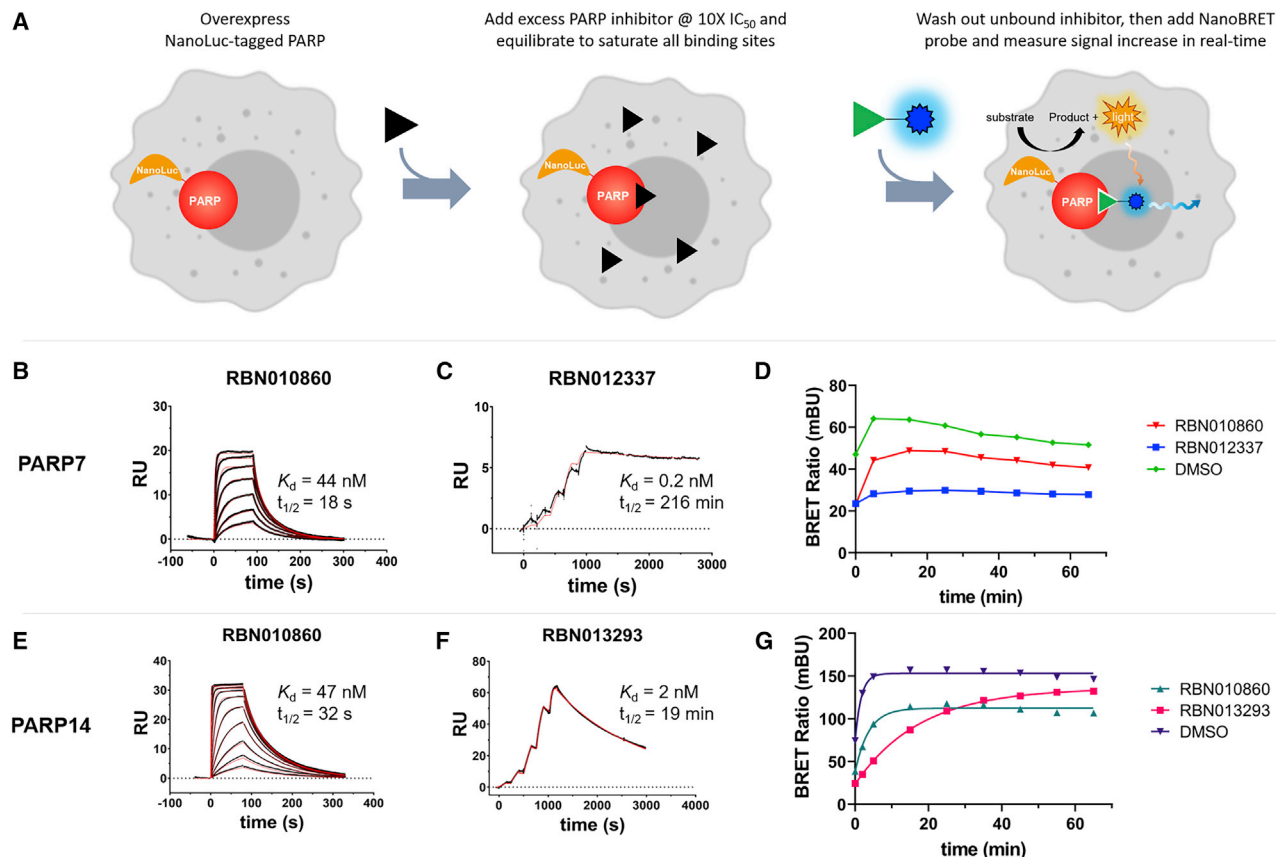 A
Overexpress
NanoLuc-tagged PARP
Add excess PARP inhibitor @ 10X IC50 and
equilibrate to saturate all binding sites
Wash out unbound inhibitor, then add NanoBRET
probe and measure signal increase in real-time
NanoLuc
PARP
NanoLuc
PARP
substrate
Product +
light
NanoLuc
PARP
B
RBN010860
RU
30
20
10
0
-100
0
100
200
300
400
time (s)
Kd = 44 nM
t1/2 = 18 s
PARP7
C
RBN012337
RU
10
5
0
0
1000
2000
3000
time (s)
Kd = 0.2 nM
t1/2 = 216 min
D
BRET Ratio (mBU)
80
60
40
20
0
0
20
40
60
time (min)
RBN010860
RBN012337
DMSO
E
RBN010860
RU
40
30
20
10
0
-100
0
100
200
300
400
time (s)
Kd = 47 nM
t1/2 = 32 s
PARP14
F
RBN013293
RU
80
60
40
20
0
0
1000
2000
3000
4000
time (s)
Kd = 2 nM
t1/2 = 19 min
G
BRET Ratio (mBU)
200
150
100
50
0
0
20
40
60
time (min)
RBN010860
RBN013293
DMSO